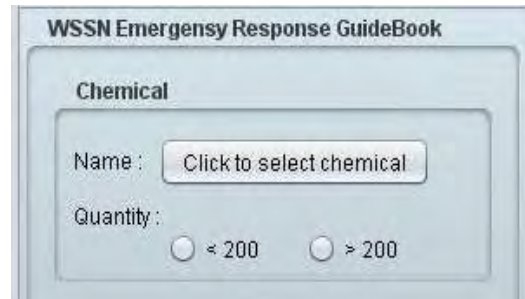 WSSN Emergensy Response GuideBook
Chemical
Name : Click to select chemical
Quantity :
< 200 > 200